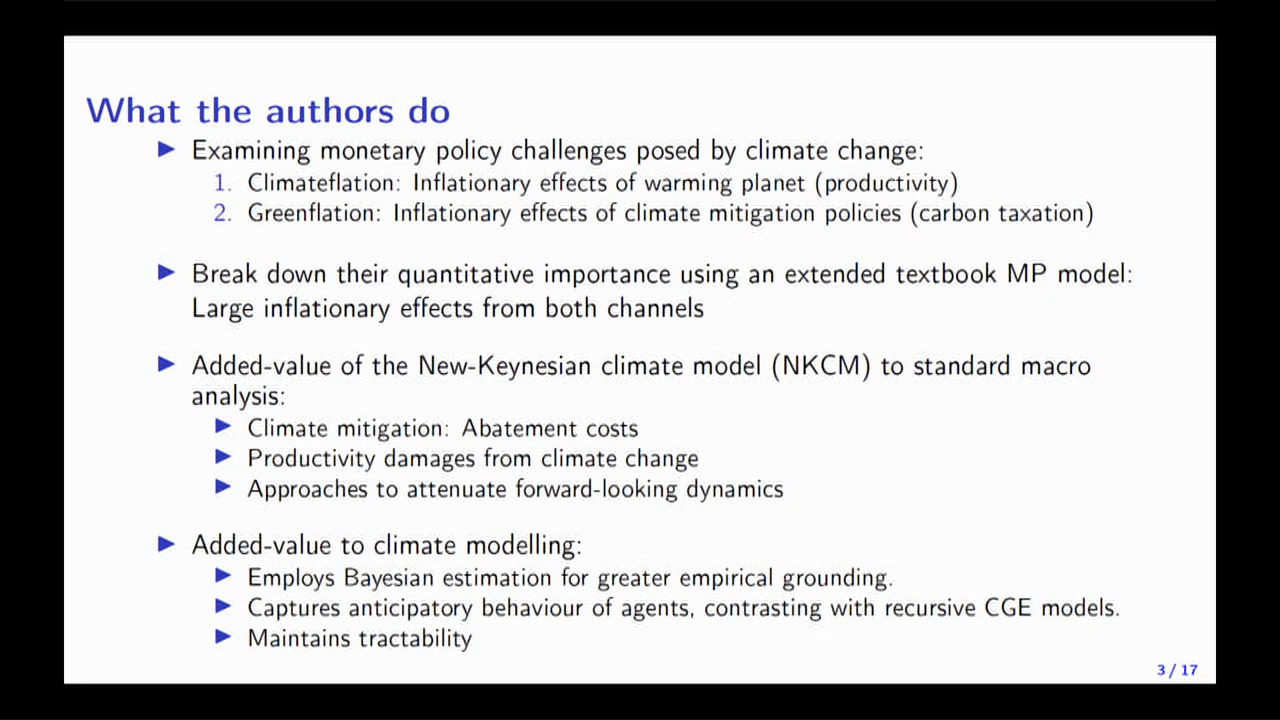 What the authors do
▶ Examining monetary policy challenges posed by climate change:
1. Climateflation: Inflationary effects of warming planet (productivity)
2. Greenflation: Inflationary effects of climate mitigation policies (carbon taxation)
▶ Break down their quantitative importance using an extended textbook MP model:
Large inflationary effects from both channels
▶ Added-value of the New-Keynesian climate model (NKCM) to standard macro
analysis:
▶ Climate mitigation: Abatement costs
▶ Productivity damages from climate change
▶ Approaches to attenuate forward-looking dynamics
▶ Added-value to climate modelling:
▶ Employs Bayesian estimation for greater empirical grounding.
▶ Captures anticipatory behaviour of agents, contrasting with recursive CGE models.
▶ Maintains tractability
3 / 17